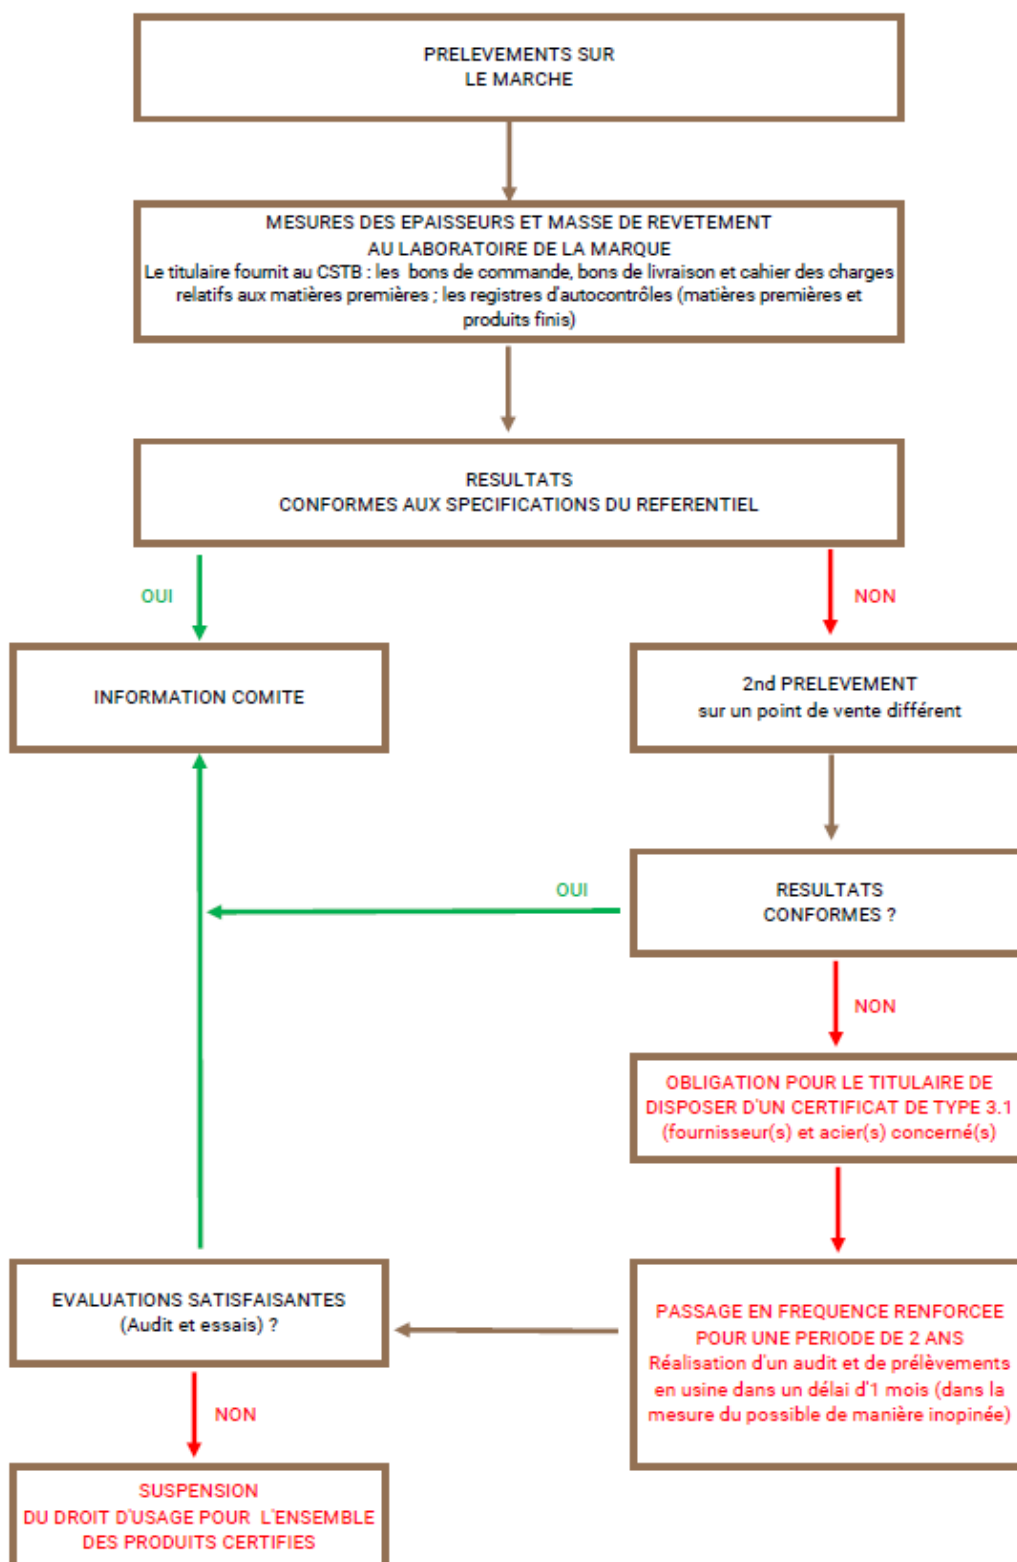 PRELEVEMENTS SUR
LE MARCHE
MESURES DES EPAISSEURS ET MASSE DE REVETEMENT
AU LABORATOIRE DE LA MARQUE
Le titulaire fournit au CSTB : les bons de commande, bons de livraison et cahier des charges
relatifs aux matières premières ; les registres d'autocontrôles (matières premières et
produits finis)
RESULTATS
CONFORMES AUX SPECIFICATIONS DU REFERENTIEL
OUI
NON
INFORMATION COMITE
2nd PRELEVEMENT
sur un point de vente différent
OUI
RESULTATS
CONFORMES ?
NON
OBLIGATION POUR LE TITULAIRE DE
DISPOSER D'UN CERTIFICAT DE TYPE 3.1
(fournisseur(s) et acier(s) concerné(s)
EVALUATIONS SATISFAISANTES
(Audit et essais) ?
PASSAGE EN FREQUENCE RENFORCEE
POUR UNE PERIODE DE 2 ANS
Réalisation d'un audit et de prélèvements
en usine dans un délai d'1 mois (dans la
mesure du possible de manière inopinée)
NON
SUSPENSION
DU DROIT D'USAGE POUR L'ENSEMBLE
DES PRODUITS CERTIFIES